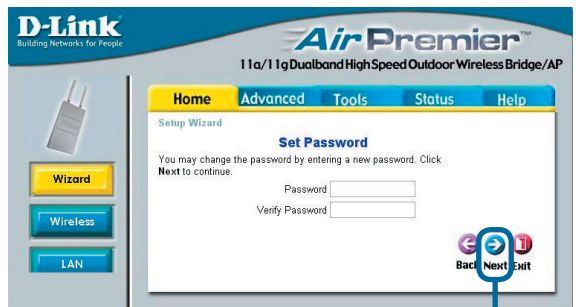 D-Link
Building Networks for People
Air Premier™
11a/11g Dualband High Speed Outdoor Wireless Bridge/AP
Home Advanced Tools Status Help
Setup Wizard
Set Password
You may change the password by entering a new password. Click
Next to continue.
Password
Verify Password
Wizard
Wireless
LAN
Back Next Exit